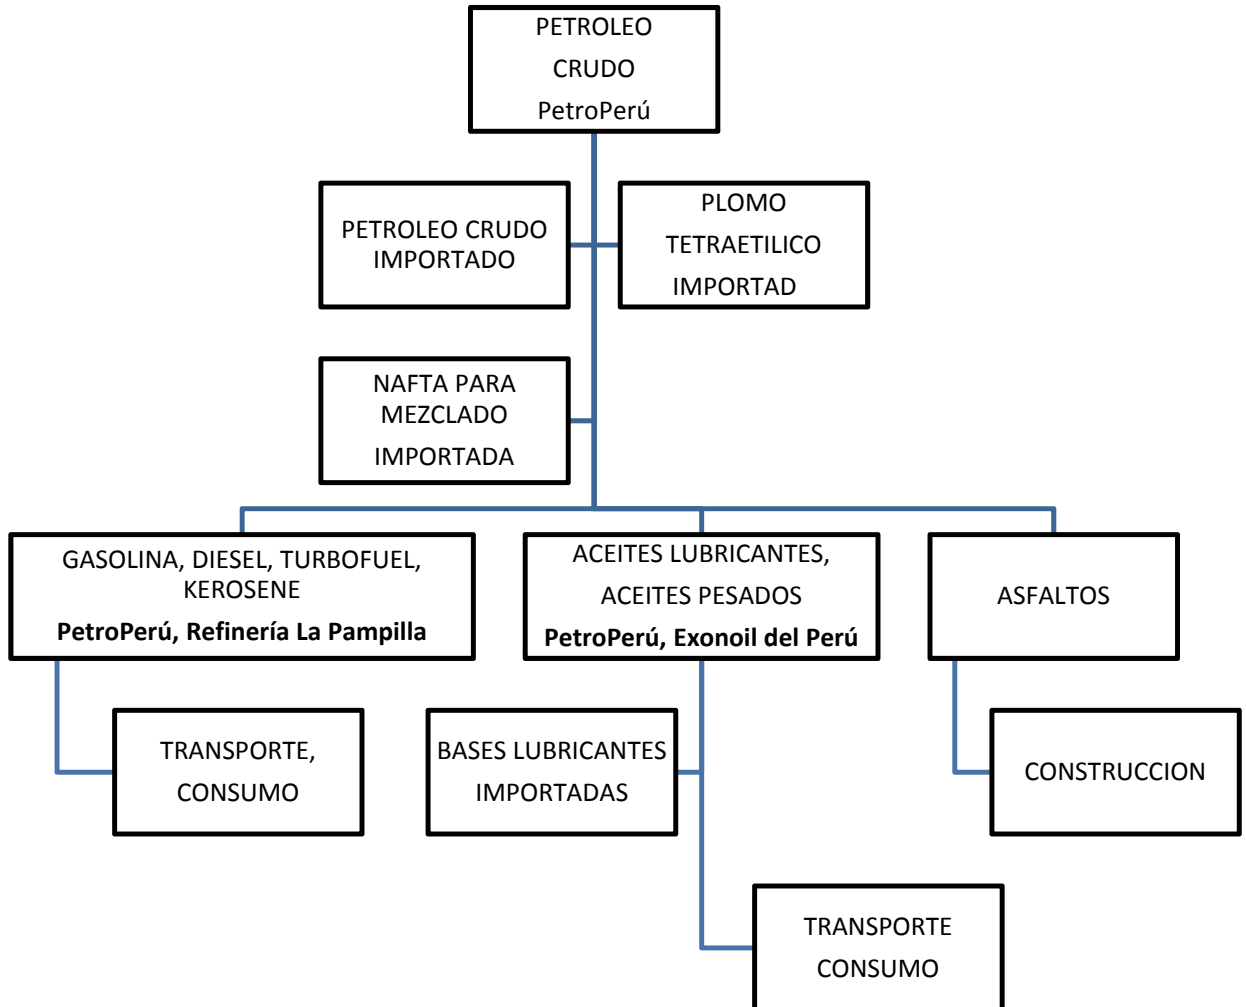 PETROLEO
CRUDO
PetroPerú
PETROLEO CRUDO
IMPORTADO
PLOMO
TETRAETILICO
IMPORTAD
NAFTA PARA
MEZCLADO
IMPORTADA
GASOLINA, DIESEL, TURBOFUEL,
KEROSENE
PetroPerú, Refinería La Pampilla
ACEITES LUBRICANTES,
ACEITES PESADOS
PetroPerú, Exonoil del Perú
ASFALTOS
TRANSPORTE,
CONSUMO
BASES LUBRICANTES
IMPORTADAS
CONSTRUCCION
TRANSPORTE
CONSUMO